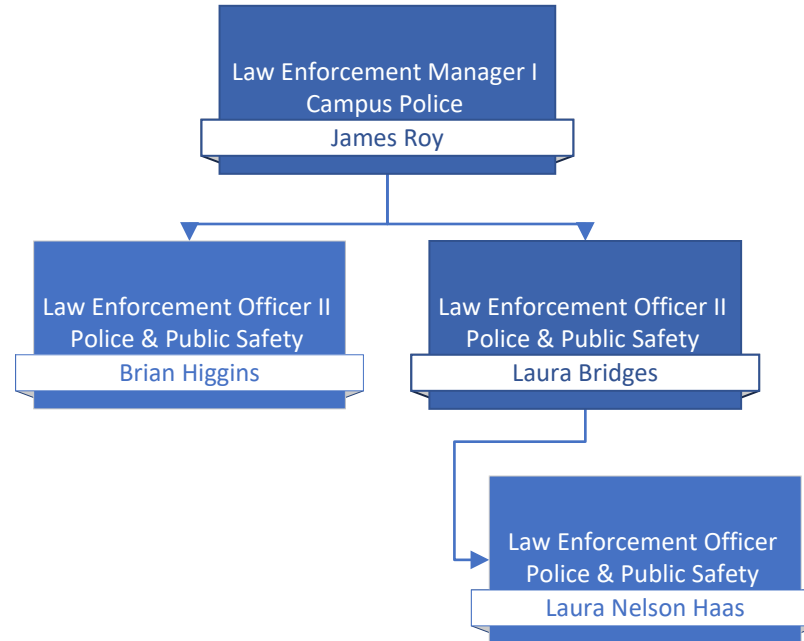 Law Enforcement Manager I
Campus Police
James Roy
Law Enforcement Officer II
Police & Public Safety
Brian Higgins
Law Enforcement Officer II
Police & Public Safety
Laura Bridges
Law Enforcement Officer
Police & Public Safety
Laura Nelson Haas